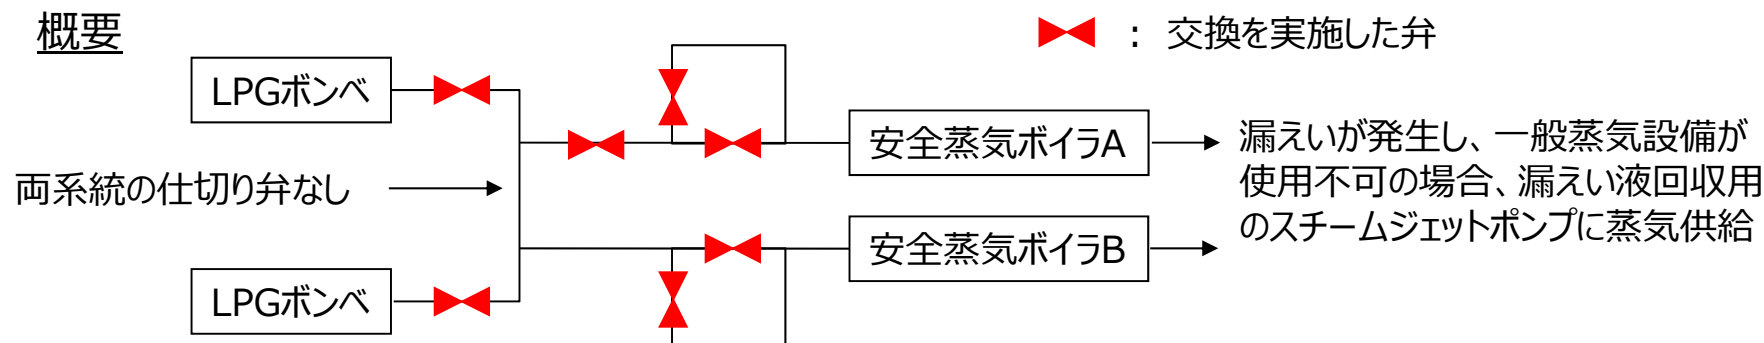 概要
: 交換を実施した弁
LPGボンベ
安全蒸気ボイラA
漏えいが発生し、一般蒸気設備が
使用不可の場合、漏えい液回収用
のスチームジェットポンプに蒸気供給
両系統の仕切り弁なし
安全蒸気ボイラB
LPGボンベ